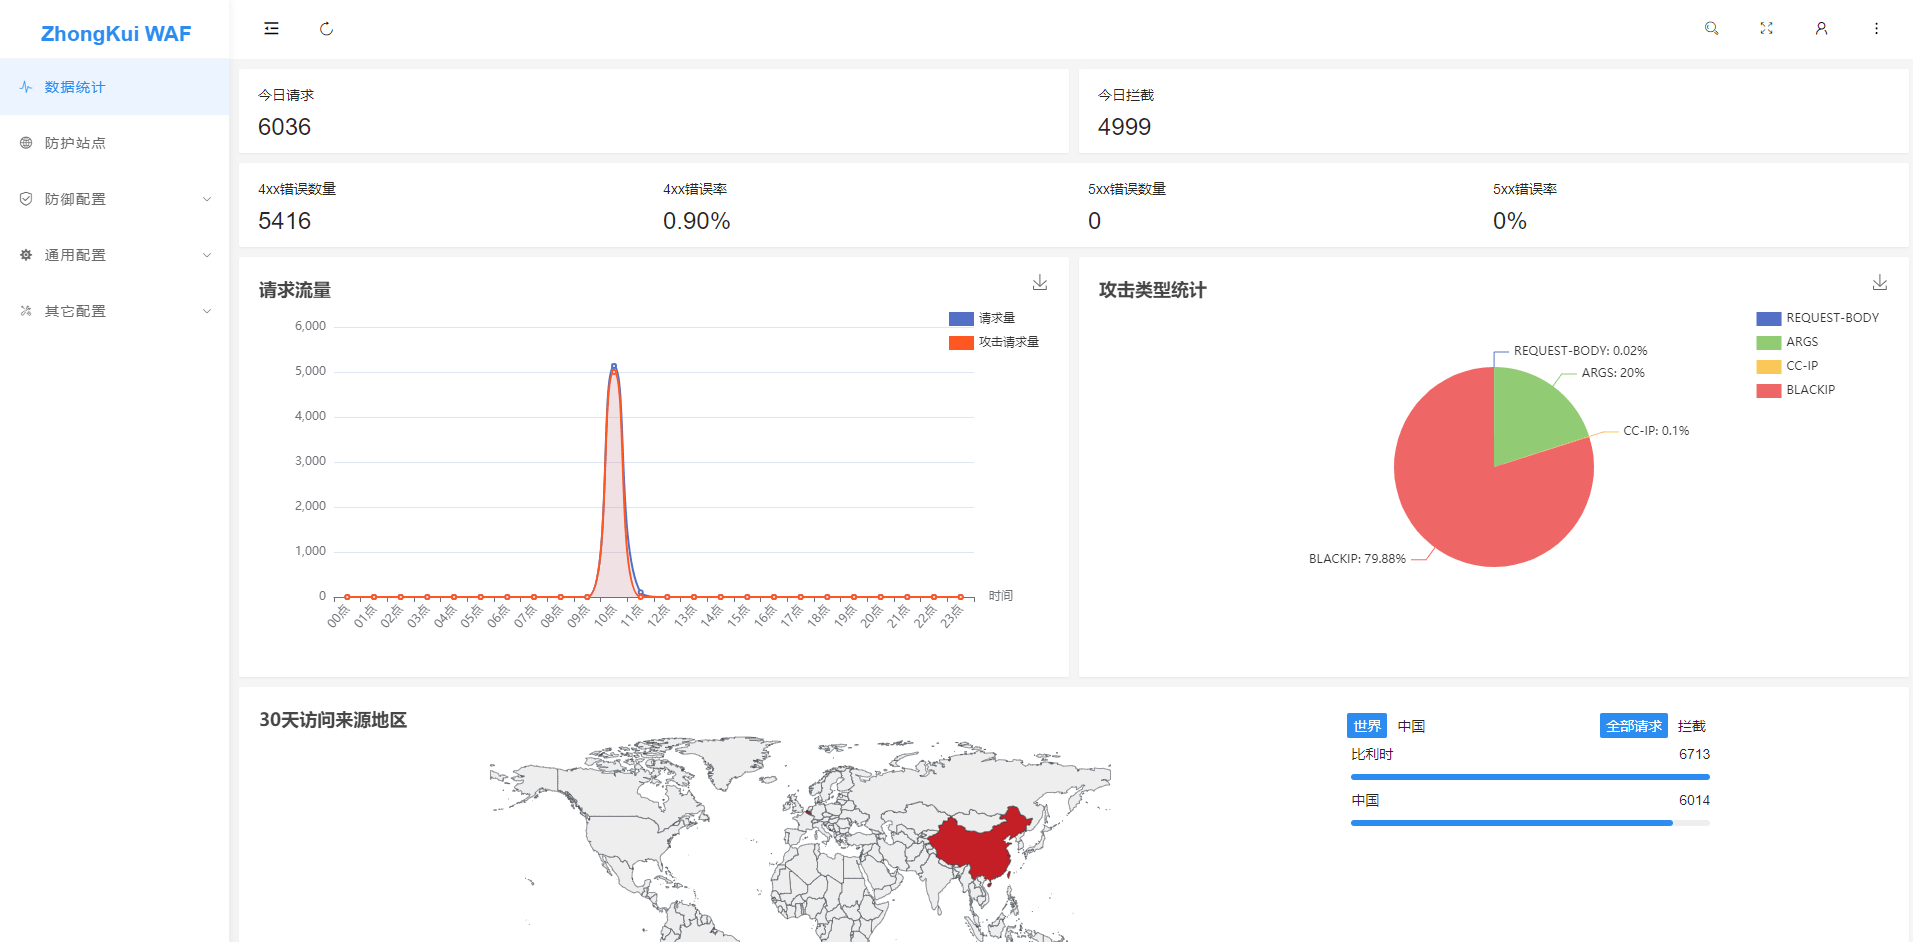 ZhongKui WAF
数据统计
防护站点
防御配置
通用配置
其它配置
今日请求
6036
今日拦截
4999
4xx错误数量
5416
4xx错误率
0.90%
5xx错误数量
0
5xx错误率
0%
请求流量
请求量
攻击请求量
6,000
5,000
4,000
3,000
2,000
1,000
0
00点
01点
02点
03点
04点
05点
06点
07点
08点
09点
10点
11点
12点
13点
14点
15点
16点
17点
18点
19点
20点
21点
22点
23点
时间
攻击类型统计
REQUEST-BODY
ARGS
CC-IP
BLACKIP
REQUEST-BODY: 0.02%
ARGS: 20%
CC-IP: 0.1%
BLACKIP: 79.88%
30天访问来源地区
世界 中国 全部请求 拦截
比利时 6713
中国 6014